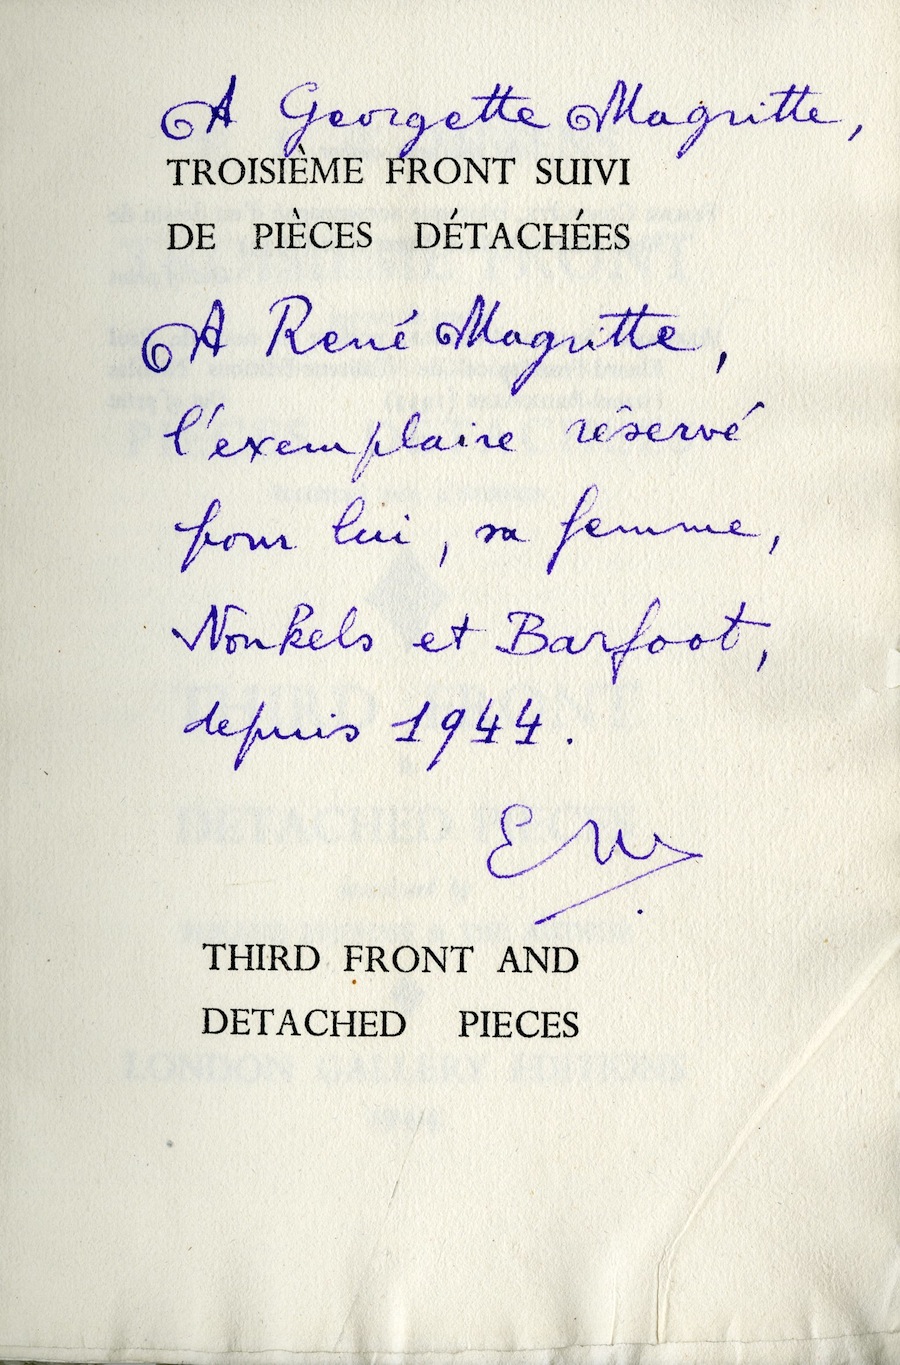 A Georgette Magritte,
TROISIÈME FRONT SUIVI
DE PIÈCES DÉTACHÉES
A René Magritte,
l'exemplaire réservé
pour lui, sa femme,
Nonkels et Barfoot,
depuis 1944.
THIRD FRONT AND
DETACHED PIECES